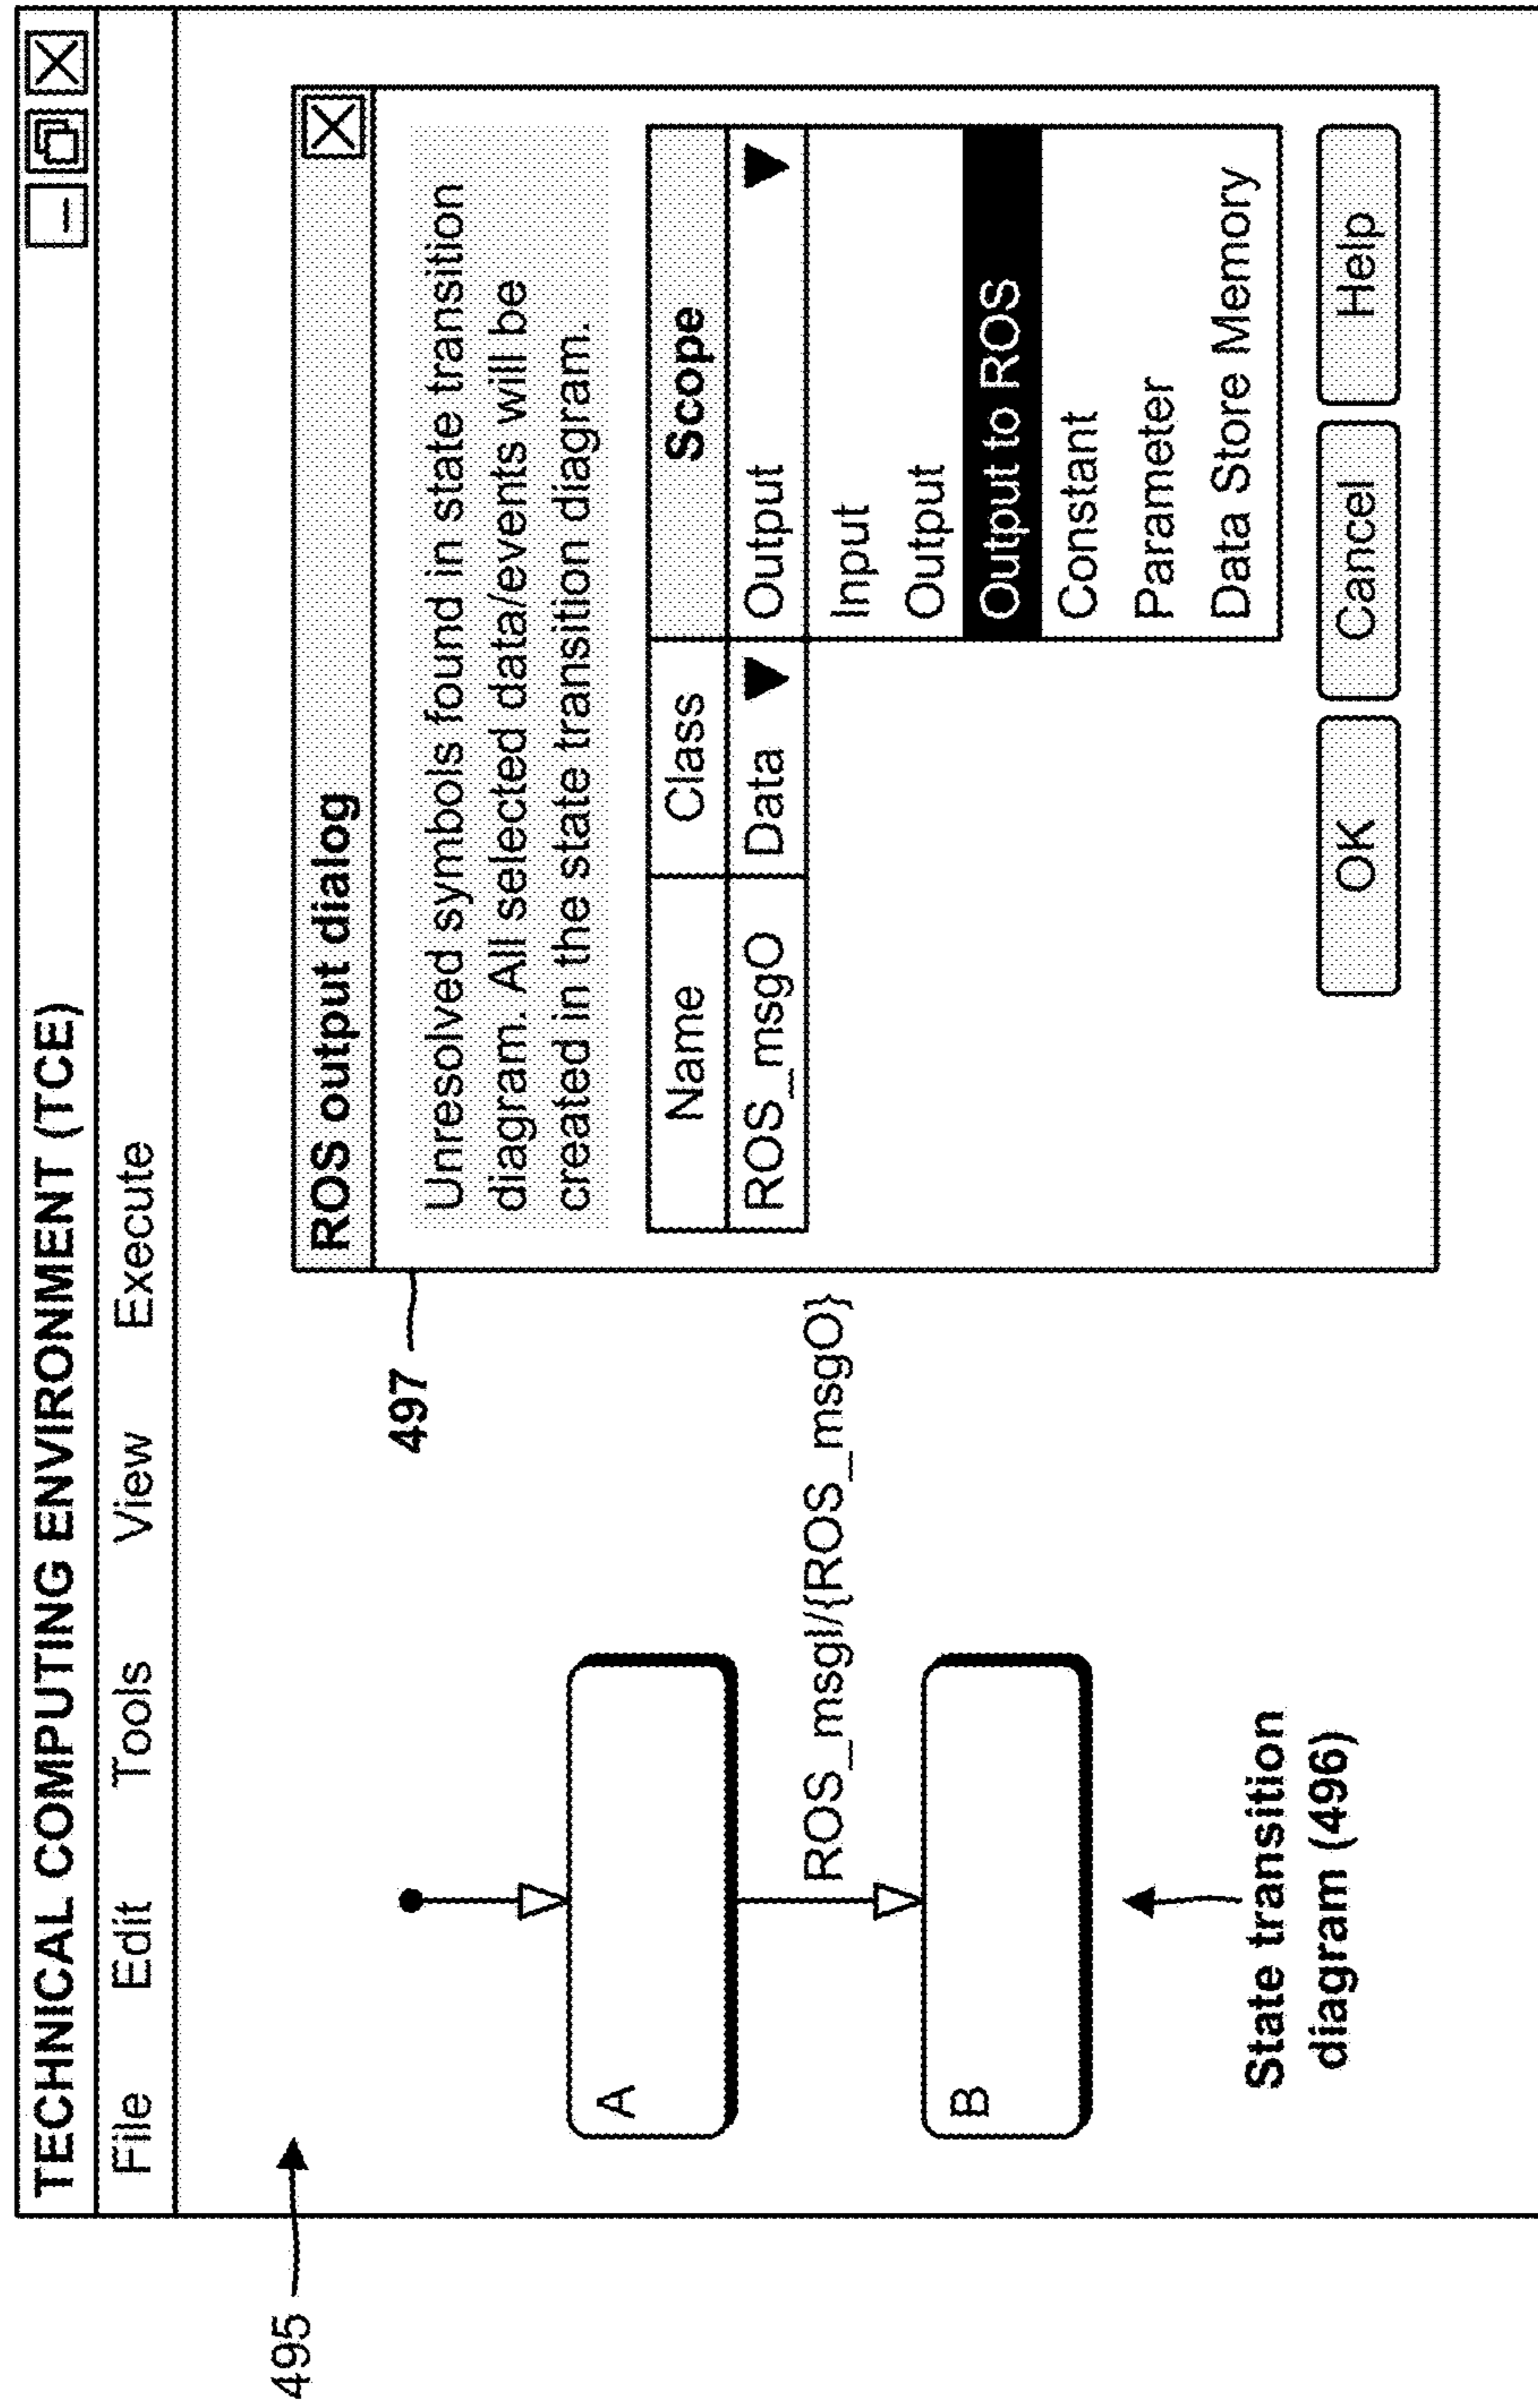 TECHNICAL COMPUTING ENVIRONMENT (TCE)
File Edit Tools View Execute
495
A
ROS_msgI/{ROS_msgO}
B
State transition
diagram (496)
497
ROS output dialog
Unresolved symbols found in state transition
diagram. All selected data/events will be
created in the state transition diagram.
Name Class Scope
ROS_msgO Data Output
Input
Output
Output to ROS
Constant
Parameter
Data Store Memory
OK Cancel Help